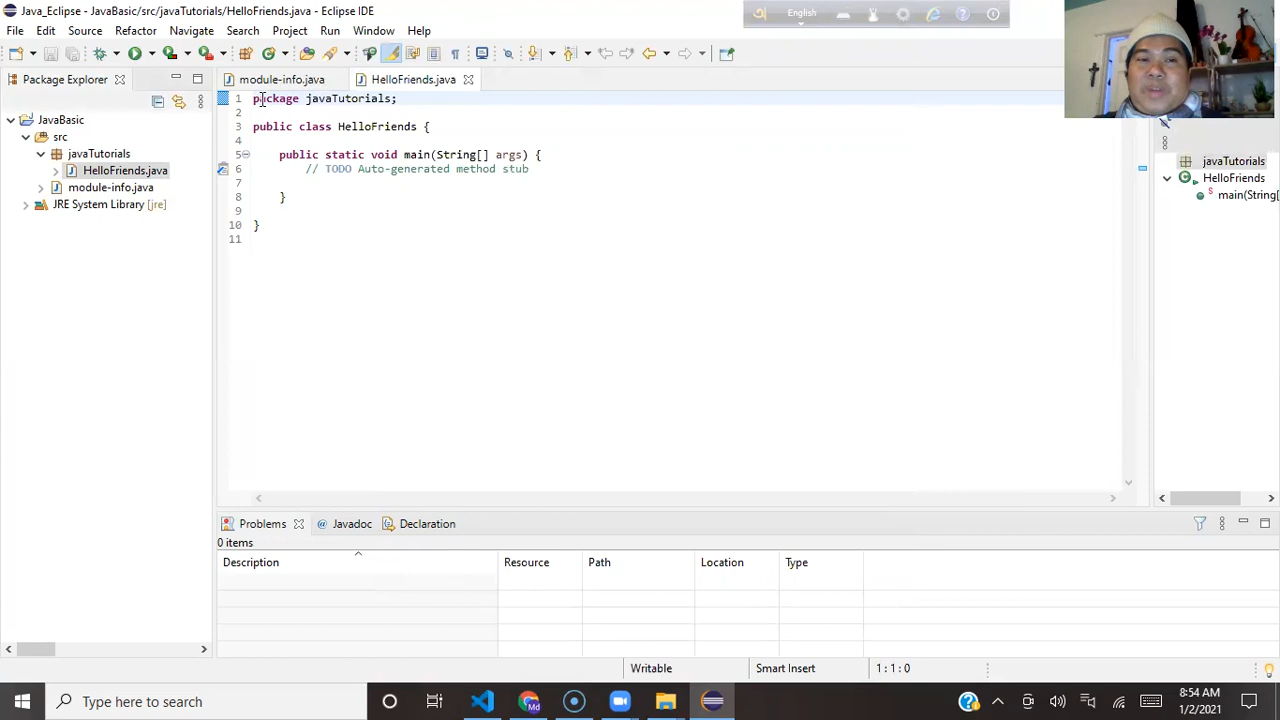 Java_Eclipse - JavaBasic/src/javaTutorials/HelloFriends.java - Eclipse IDE
English
File Edit Source Refactor Navigate Search Project Run Window Help
Package Explorer
module-info.java
HelloFriends.java
JavaBasic
src
javaTutorials
HelloFriends.java
module-info.java
JRE System Library [jre]
1 package javaTutorials;
2
3 public class HelloFriends {
4
5 public static void main(String[] args) {
6 // TODO Auto-generated method stub
7
8 }
9
10 }
11
javaTutorials
HelloFriends
main(String[
Problems Javadoc Declaration
0 items
Description Resource Path Location Type
Writable Smart Insert 1 : 1 : 0
Type here to search
8:54 AM
1/2/2021